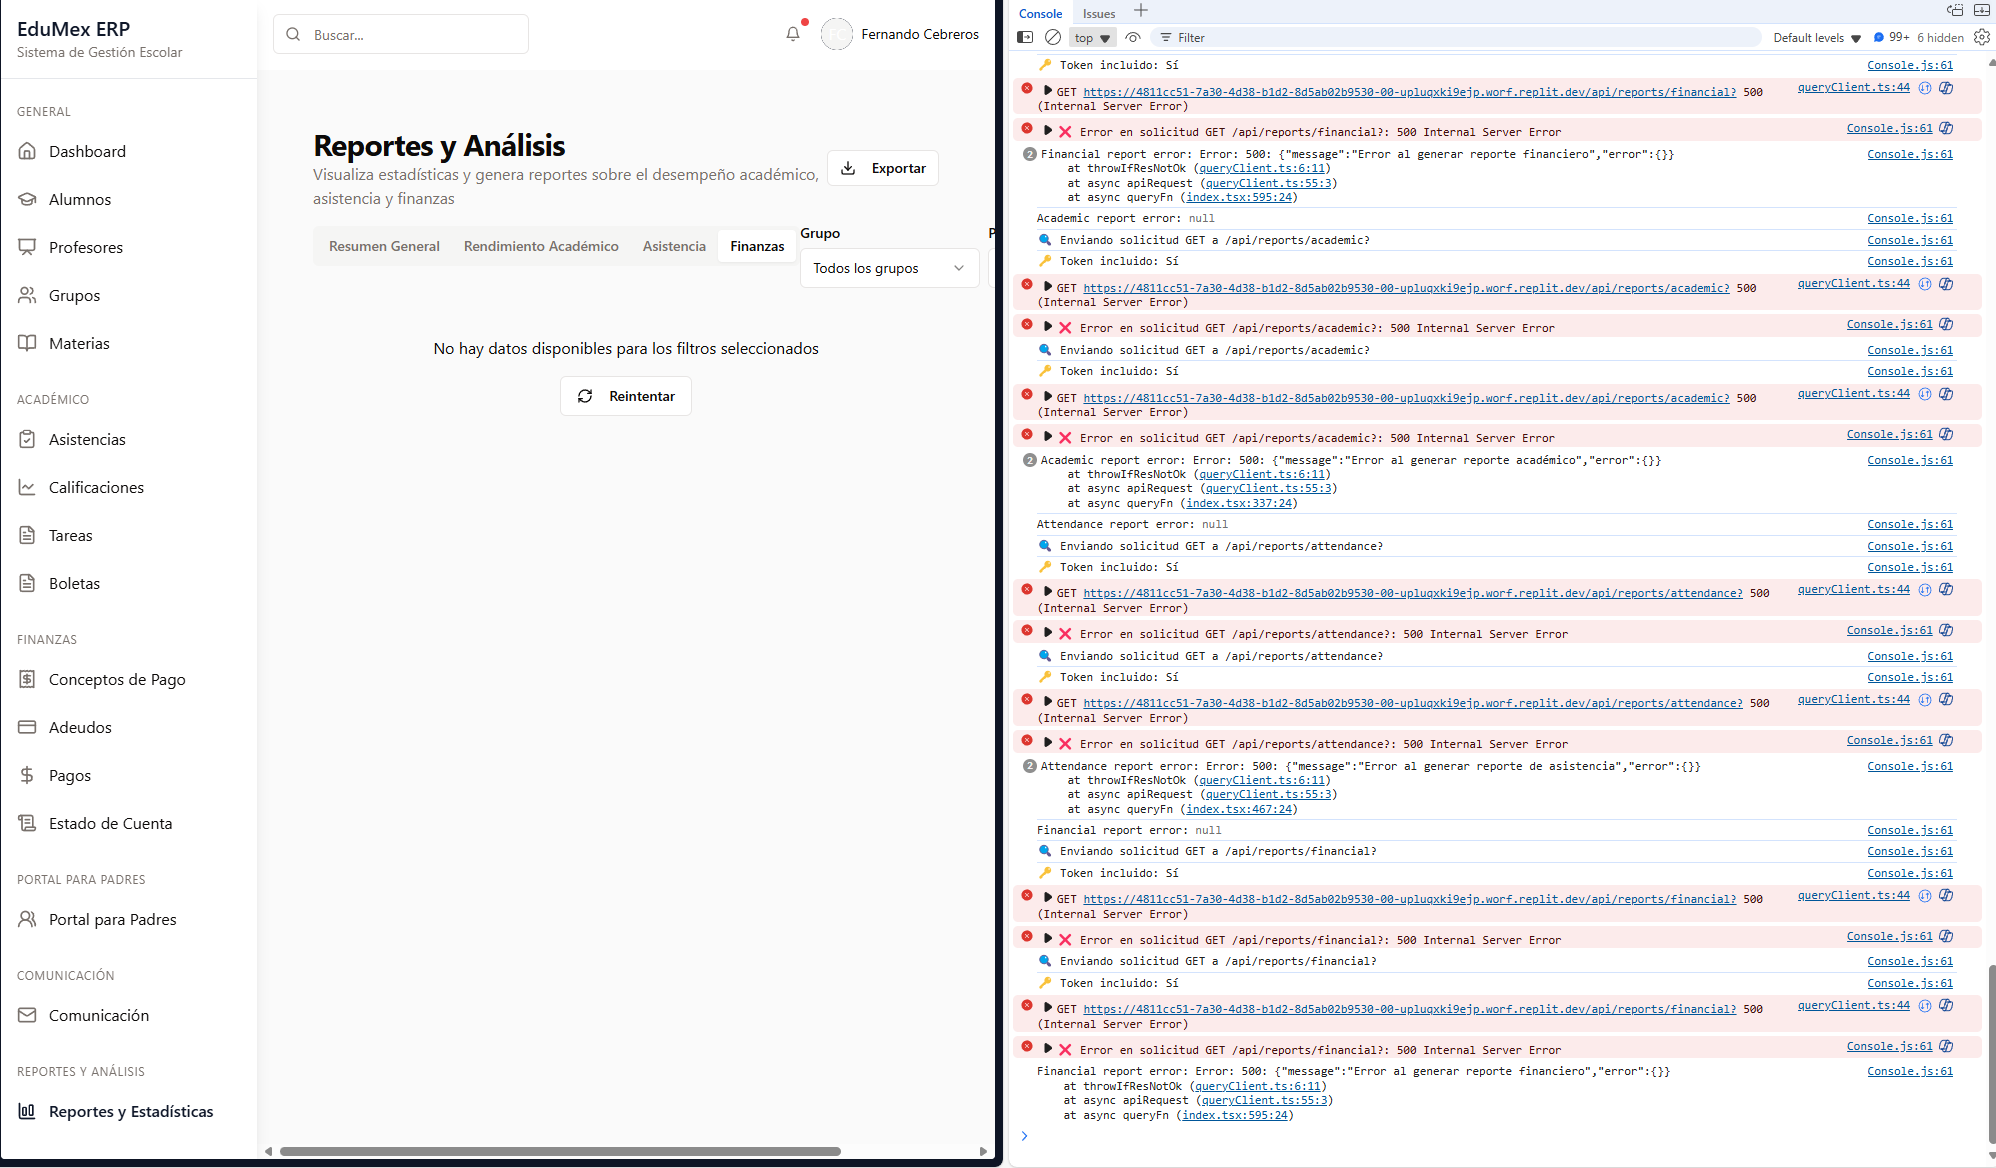 EduMex ERP
Sistema de Gestión Escolar
GENERAL
Dashboard
Alumnos
Profesores
Grupos
Materias
ACADÉMICO
Asistencias
Calificaciones
Tareas
Boletas
FINANZAS
Conceptos de Pago
Adeudos
Pagos
Estado de Cuenta
PORTAL PARA PADRES
Portal para Padres
COMUNICACIÓN
Comunicación
REPORTES Y ANÁLISIS
Reportes y Estadísticas
Buscar...
FC Fernando Cebreros
Reportes y Análisis
Visualiza estadísticas y genera reportes sobre el desempeño académico,
asistencia y finanzas
Exportar
Resumen General Rendimiento Académico Asistencia Finanzas
Grupo
Todos los grupos
No hay datos disponibles para los filtros seleccionados
Reintentar
Console Issues
top Filter Default levels 99+ 6 hidden
Token incluido: Sí Console.js:61
GET https://4811cc51-7a30-4d38-b1d2-8d5ab02b9530-00-upluqxki9ejp.worf.replit.dev/api/reports/financial? 500 queryClient.ts:44
(Internal Server Error)
Error en solicitud GET /api/reports/financial?: 500 Internal Server Error Console.js:61
2 Financial report error: Error: 500: {"message":"Error al generar reporte financiero","error":{}} Console.js:61
at throwIfResNotOk (queryClient.ts:6:11)
at async apiRequest (queryClient.ts:55:3)
at async queryFn (index.tsx:595:24)
Academic report error: null Console.js:61
Enviando solicitud GET a /api/reports/academic? Console.js:61
Token incluido: Sí Console.js:61
GET https://4811cc51-7a30-4d38-b1d2-8d5ab02b9530-00-upluqxki9ejp.worf.replit.dev/api/reports/academic? 500 queryClient.ts:44
(Internal Server Error)
Error en solicitud GET /api/reports/academic?: 500 Internal Server Error Console.js:61
Enviando solicitud GET a /api/reports/academic? Console.js:61
Token incluido: Sí Console.js:61
GET https://4811cc51-7a30-4d38-b1d2-8d5ab02b9530-00-upluqxki9ejp.worf.replit.dev/api/reports/academic? 500 queryClient.ts:44
(Internal Server Error)
Error en solicitud GET /api/reports/academic?: 500 Internal Server Error Console.js:61
2 Academic report error: Error: 500: {"message":"Error al generar reporte académico","error":{}} Console.js:61
at throwIfResNotOk (queryClient.ts:6:11)
at async apiRequest (queryClient.ts:55:3)
at async queryFn (index.tsx:337:24)
Attendance report error: null Console.js:61
Enviando solicitud GET a /api/reports/attendance? Console.js:61
Token incluido: Sí Console.js:61
GET https://4811cc51-7a30-4d38-b1d2-8d5ab02b9530-00-upluqxki9ejp.worf.replit.dev/api/reports/attendance? 500 queryClient.ts:44
(Internal Server Error)
Error en solicitud GET /api/reports/attendance?: 500 Internal Server Error Console.js:61
Enviando solicitud GET a /api/reports/attendance? Console.js:61
Token incluido: Sí Console.js:61
GET https://4811cc51-7a30-4d38-b1d2-8d5ab02b9530-00-upluqxki9ejp.worf.replit.dev/api/reports/attendance? 500 queryClient.ts:44
(Internal Server Error)
Error en solicitud GET /api/reports/attendance?: 500 Internal Server Error Console.js:61
2 Attendance report error: Error: 500: {"message":"Error al generar reporte de asistencia","error":{}} Console.js:61
at throwIfResNotOk (queryClient.ts:6:11)
at async apiRequest (queryClient.ts:55:3)
at async queryFn (index.tsx:467:24)
Financial report error: null Console.js:61
Enviando solicitud GET a /api/reports/financial? Console.js:61
Token incluido: Sí Console.js:61
GET https://4811cc51-7a30-4d38-b1d2-8d5ab02b9530-00-upluqxki9ejp.worf.replit.dev/api/reports/financial? 500 queryClient.ts:44
(Internal Server Error)
Error en solicitud GET /api/reports/financial?: 500 Internal Server Error Console.js:61
Enviando solicitud GET a /api/reports/financial? Console.js:61
Token incluido: Sí Console.js:61
GET https://4811cc51-7a30-4d38-b1d2-8d5ab02b9530-00-upluqxki9ejp.worf.replit.dev/api/reports/financial? 500 queryClient.ts:44
(Internal Server Error)
Error en solicitud GET /api/reports/financial?: 500 Internal Server Error Console.js:61
Financial report error: Error: 500: {"message":"Error al generar reporte financiero","error":{}} Console.js:61
at throwIfResNotOk (queryClient.ts:6:11)
at async apiRequest (queryClient.ts:55:3)
at async queryFn (index.tsx:595:24)